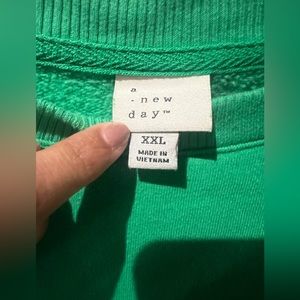 a
· new
day™
XXL
MADE IN
VIETNAM